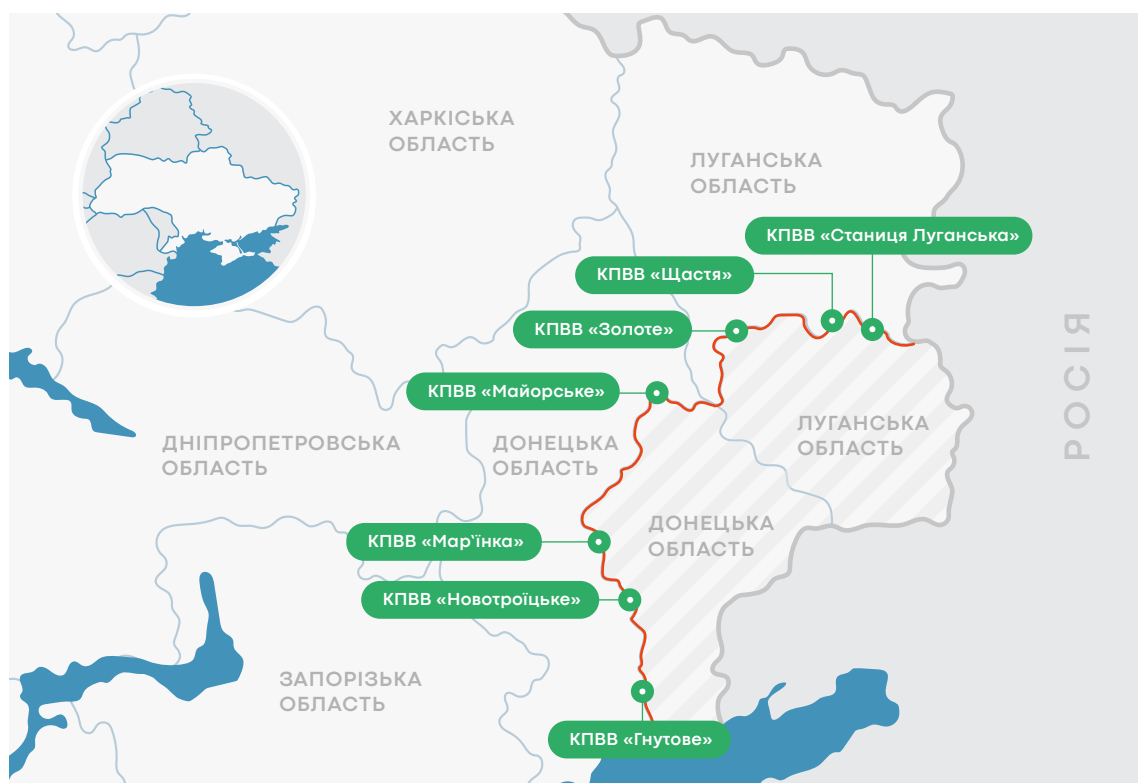 ХАРКІСЬКА
ОБЛАСТЬ
ЛУГАНСЬКА
ОБЛАСТЬ
КПВВ «Станиця Луганська»
КПВВ «Щастя»
КПВВ «Золоте»
РОСІЯ
КПВВ «Майорське»
ЛУГАНСЬКА
ОБЛАСТЬ
ДНІПРОПЕТРОВСЬКА
ОБЛАСТЬ
ДОНЕЦЬКА
ОБЛАСТЬ
ДОНЕЦЬКА
ОБЛАСТЬ
КПВВ «Мар'їнка»
КПВВ «Новотроїцьке»
ЗАПОРІЗЬКА
ОБЛАСТЬ
КПВВ «Гнутове»